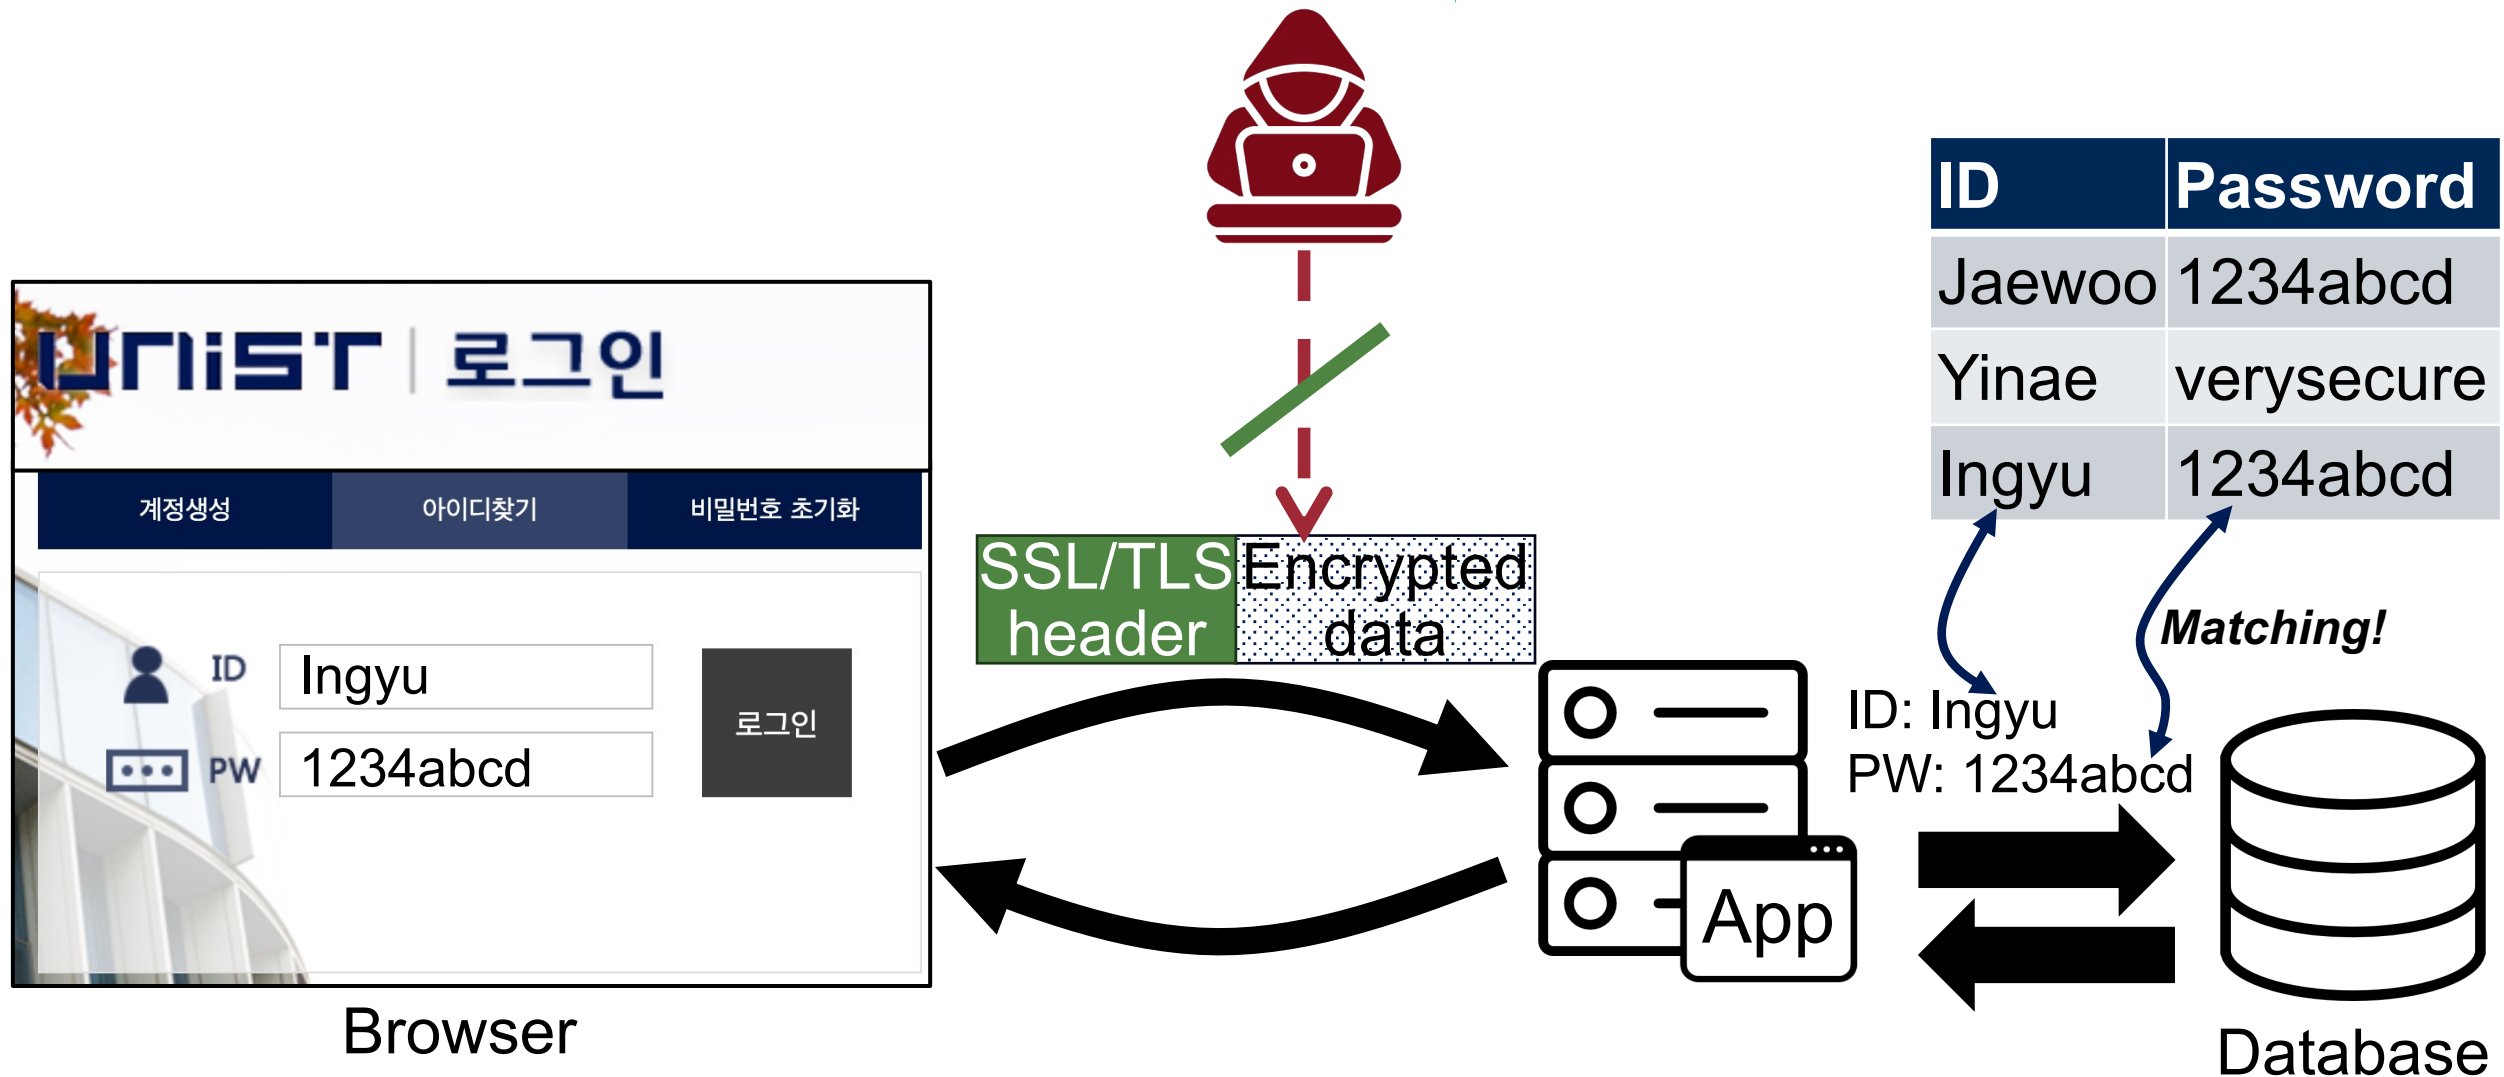 UNIST | 로그인
계정생성 아이디찾기 비밀번호 초기화
ID Ingyu
PW 1234abcd
로그인
Browser
SSL/TLS header
Encrypted data
App
ID Password
Jaewoo 1234abcd
Yinae verysecure
Ingyu 1234abcd
Matching!
ID: Ingyu
PW: 1234abcd
Database